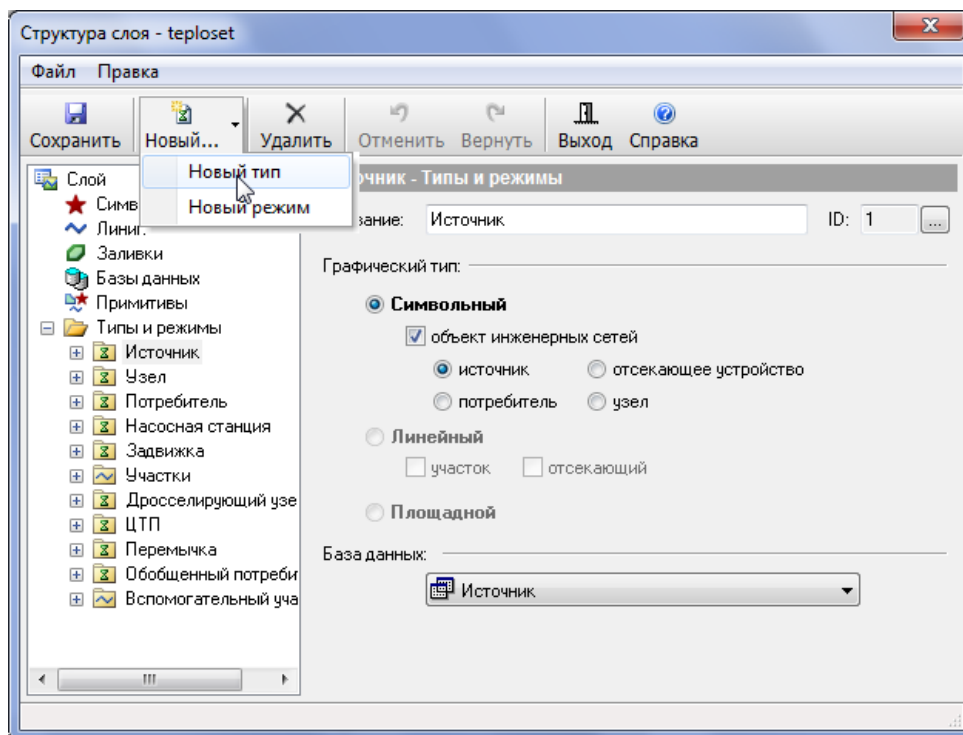 Структура слоя - teploset
Файл Правка
Сохранить Новый... Удалить Отменить Вернуть Выход Справка
Новый тип
Новый режим
Слой
Симв
Линии
Заливки
Базы данных
Примитивы
Типы и режимы
Источник
Узел
Потребитель
Насосная станция
Задвижка
Участки
Дросселирующий узе
ЦТП
Перемычка
Обобщенный потреби
Вспомогательный уча
чник - Типы и режимы
зание: Источник ID: 1 ...
Графический тип:
Символьный
объект инженерных сетей
источник отсекающее устройство
потребитель узел
Линейный
участок отсекающий
Площадной
База данных:
Источник